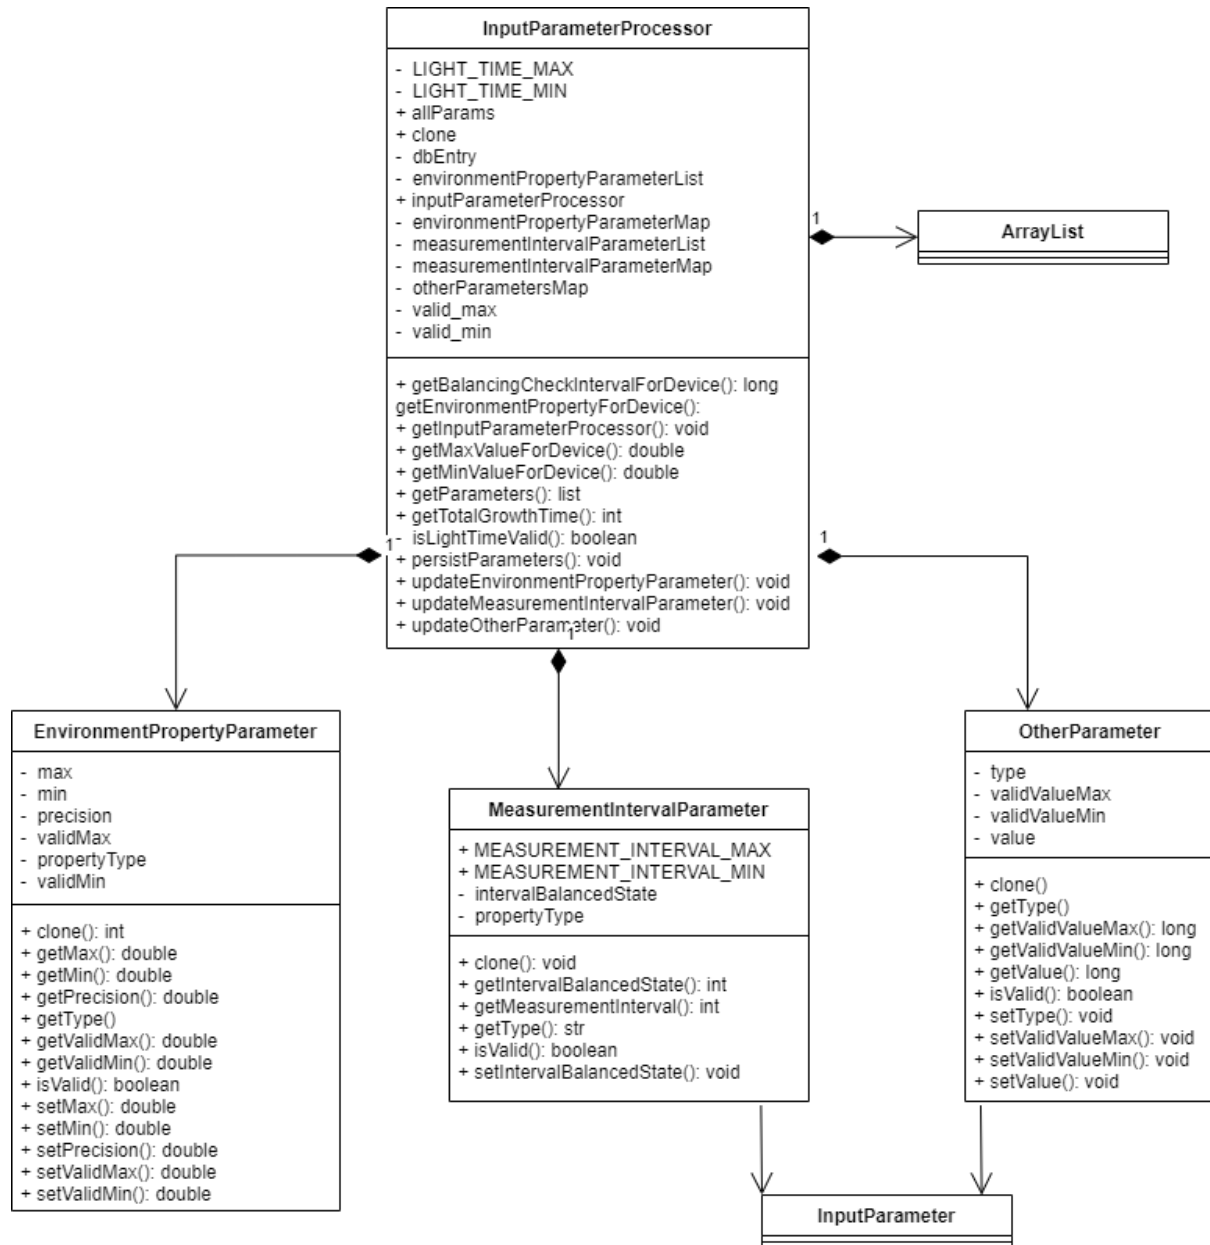 InputParameterProcessor
- LIGHT_TIME_MAX
- LIGHT_TIME_MIN
+ allParams
+ clone
- dbEntry
- environmentPropertyParameterList
+ inputParameterProcessor
- environmentPropertyParameterMap
- measurementIntervalParameterList
- measurementIntervalParameterMap
- otherParametersMap
- valid_max
- valid_min
+ getBalancingCheckIntervalForDevice(): long
getEnvironmentPropertyForDevice():
+ getInputParameterProcessor(): void
+ getMaxValueForDevice(): double
+ getMinValueForDevice(): double
+ getParameters(): list
+ getTotalGrowthTime(): int
- isLightTimeValid(): boolean
+ persistParameters(): void
+ updateEnvironmentPropertyParameter(): void
+ updateMeasurementIntervalParameter(): void
+ updateOtherParameter(): void
1
ArrayList
1
1
1
EnvironmentPropertyParameter
- max
- min
- precision
- validMax
- propertyType
- validMin
+ clone(): int
+ getMax(): double
+ getMin(): double
+ getPrecision(): double
+ getType()
+ getValidMax(): double
+ getValidMin(): double
+ isValid(): boolean
+ setMax(): double
+ setMin(): double
+ setPrecision(): double
+ setValidMax(): double
+ setValidMin(): double
MeasurementIntervalParameter
+ MEASUREMENT_INTERVAL_MAX
+ MEASUREMENT_INTERVAL_MIN
- intervalBalancedState
- propertyType
+ clone(): void
+ getIntervalBalancedState(): int
+ getMeasurementInterval(): int
+ getType(): str
+ isValid(): boolean
+ setIntervalBalancedState(): void
OtherParameter
- type
- validValueMax
- validValueMin
- value
+ clone()
+ getType()
+ getValidValueMax(): long
+ getValidValueMin(): long
+ getValue(): long
+ isValid(): boolean
+ setType(): void
+ setValidValueMax(): void
+ setValidValueMin(): void
+ setValue(): void
InputParameter